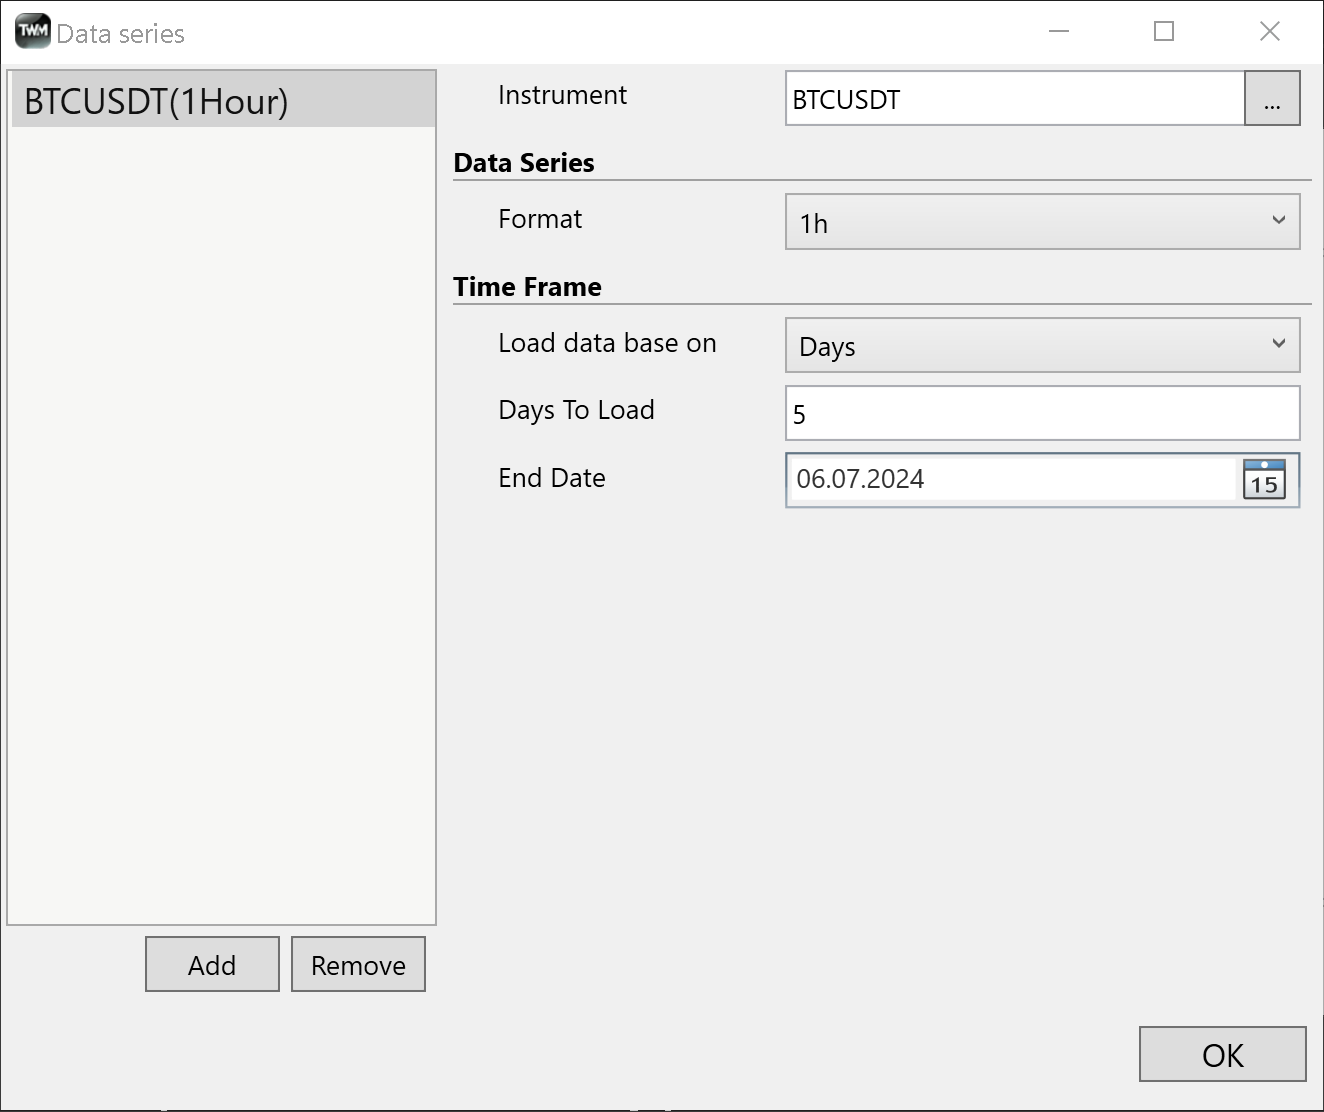 TWM Data series
BTCUSDT(1Hour)
Instrument
BTCUSDT
...
Data Series
Format
1h
Time Frame
Load data base on
Days
Days To Load
5
End Date
06.07.2024
15
Add
Remove
OK